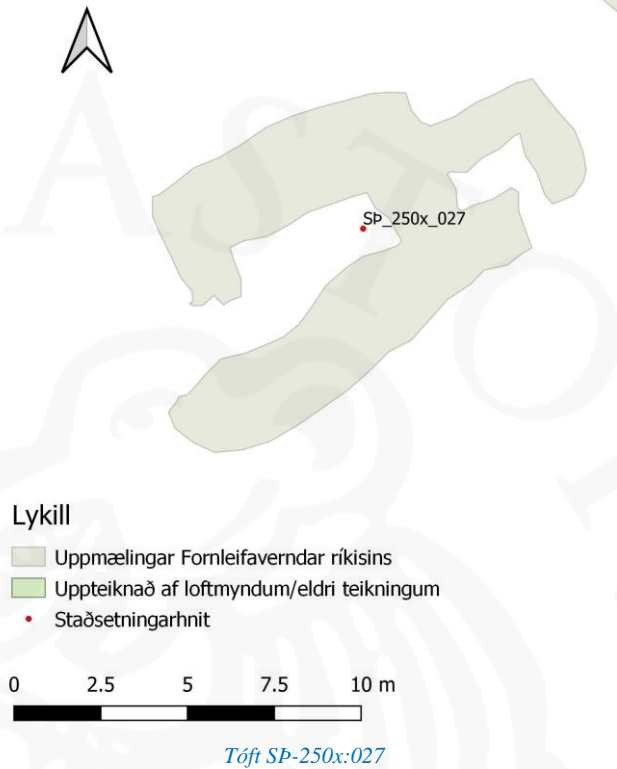 SÞ_250x_027
Lykill
Uppmælingar Fornleifaverndar ríkisins
Uppteiknað af loftmyndum/eldri teikningum
Staðsetningarhnit
0 2.5 5 7.5 10 m
Tóft SÞ-250x:027